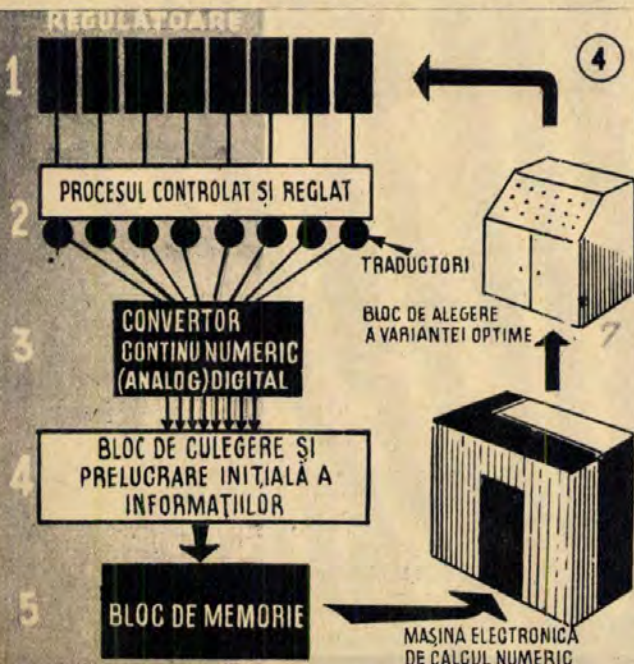 REGULATOARE
4
1
PROCESUL CONTROLAT ȘI REGLAT
2
TRADUCTORI
CONVERTOR
CONTINU NUMERIC
(ANALOG) DIGITAL
3
BLOC DE ALEGERE
A VARIANTEI OPTIME
7
4
BLOC DE CULEGERE ȘI
PRELUCRARE INIȚIALĂ A
INFORMAȚIILOR
5
BLOC DE MEMORIE
MAȘINA ELECTRONICĂ
DE CALCUL NUMERIC